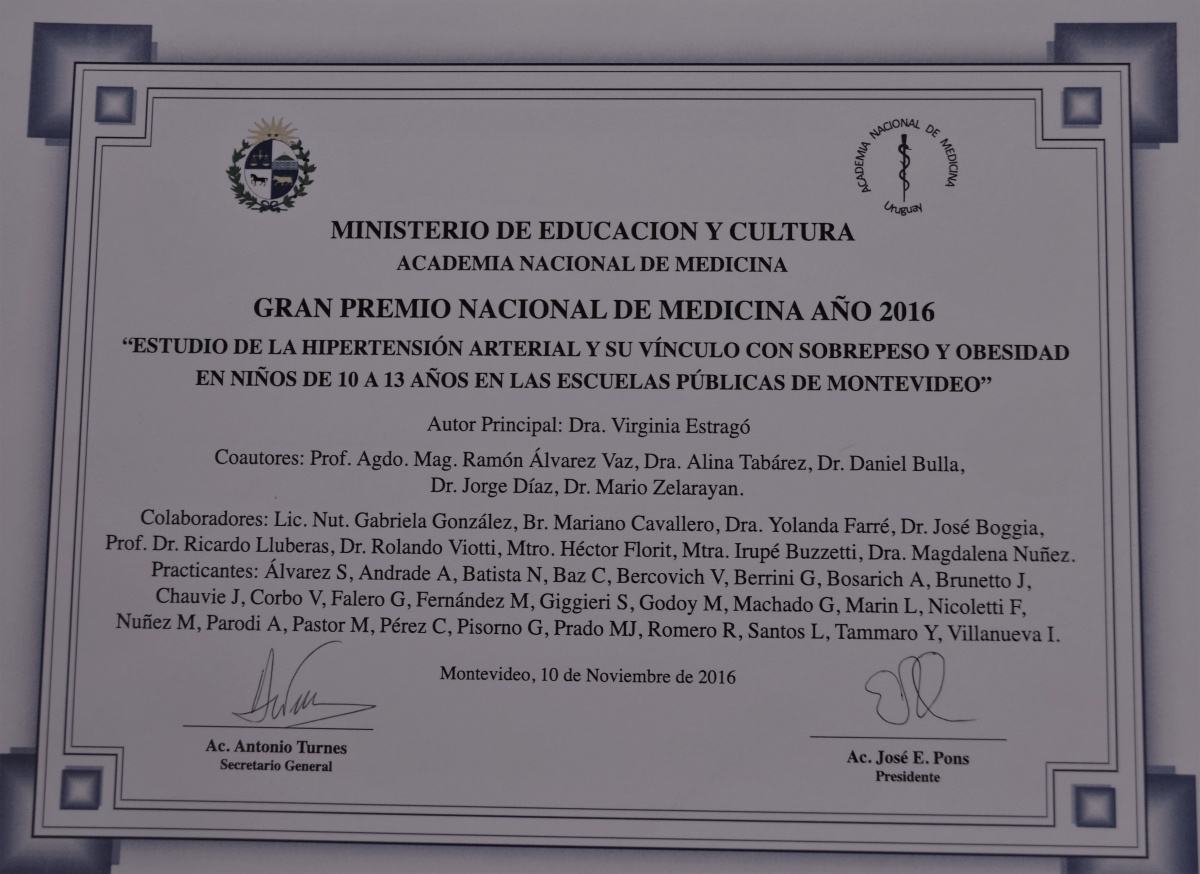 ACADEMIA NACIONAL DE MEDICINA
Uruguay
MINISTERIO DE EDUCACION Y CULTURA
ACADEMIA NACIONAL DE MEDICINA
GRAN PREMIO NACIONAL DE MEDICINA AÑO 2016
“ESTUDIO DE LA HIPERTENSIÓN ARTERIAL Y SU VÍNCULO CON SOBREPESO Y OBESIDAD
EN NIÑOS DE 10 A 13 AÑOS EN LAS ESCUELAS PÚBLICAS DE MONTEVIDEO”
Autor Principal: Dra. Virginia Estragó
Coautores: Prof. Agdo. Mag. Ramón Álvarez Vaz, Dra. Alina Tabárez, Dr. Daniel Bulla,
Dr. Jorge Díaz, Dr. Mario Zelarayan.
Colaboradores: Lic. Nut. Gabriela González, Br. Mariano Cavallero, Dra. Yolanda Farré, Dr. José Boggia,
Prof. Dr. Ricardo Lluberas, Dr. Rolando Viotti, Mtro. Héctor Florit, Mtra. Irupé Buzzetti, Dra. Magdalena Nuñez.
Practicantes: Álvarez S, Andrade A, Batista N, Baz C, Bercovich V, Berrini G, Bosarich A, Brunetto J,
Chauvie J, Corbo V, Falero G, Fernández M, Giggieri S, Godoy M, Machado G, Marin L, Nicoletti F,
Nuñez M, Parodi A, Pastor M, Pérez C, Pisorno G, Prado MJ, Romero R, Santos L, Tammaro Y, Villanueva I.
Montevideo, 10 de Noviembre de 2016
Ac. Antonio Turnes
Secretario General
Ac. José E. Pons
Presidente